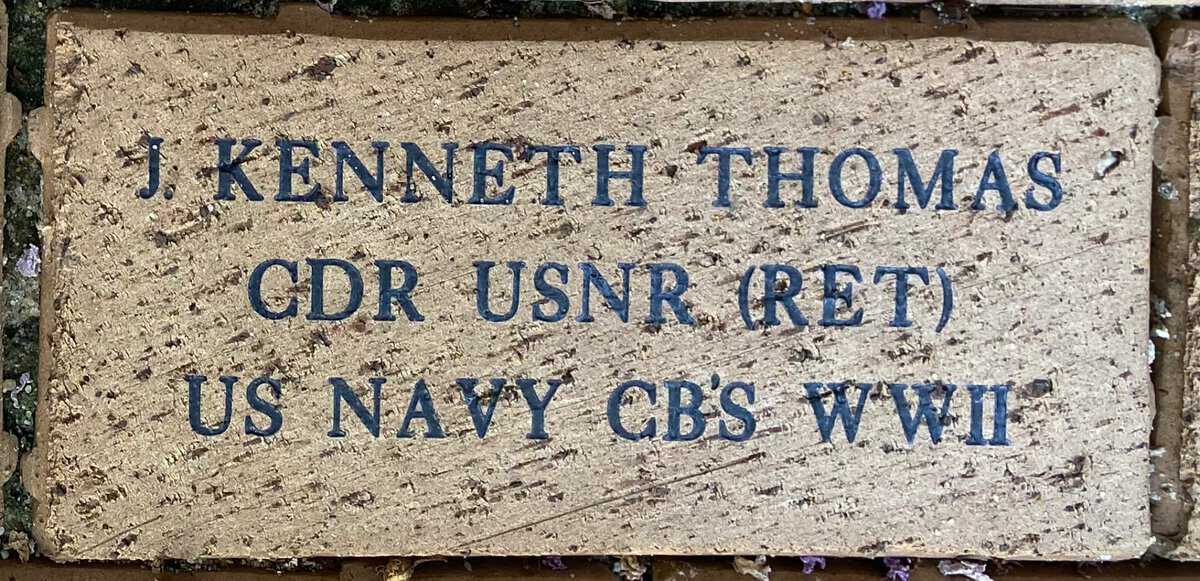 J. KENNETH THOMAS
CDR USNR (RET)
US NAVY CB'S WWII